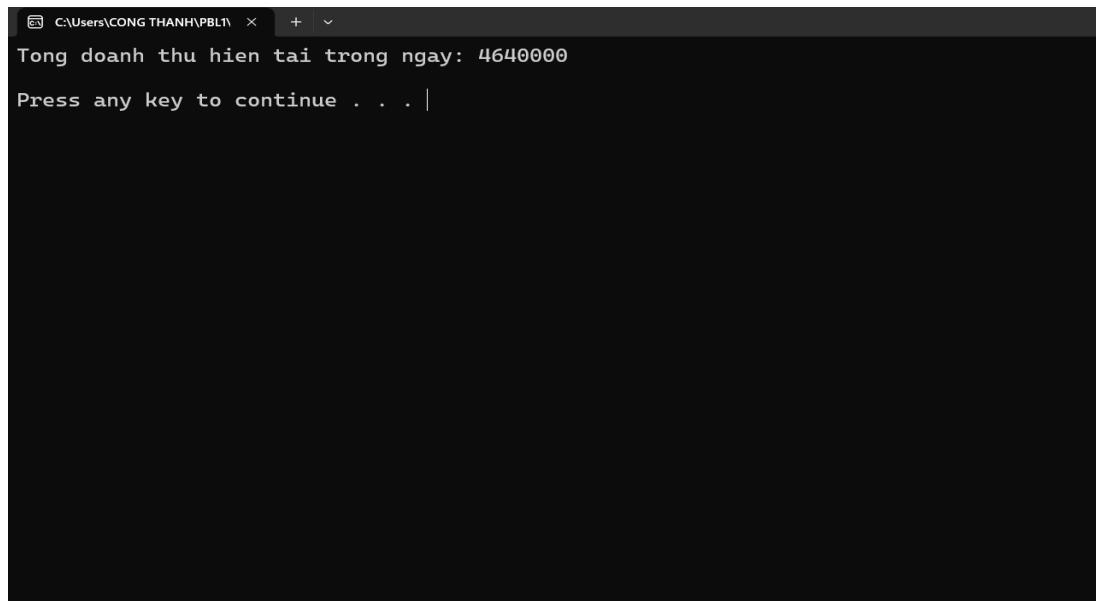 C:\Users\CONG THANH\PBL1\
Tong doanh thu hien tai trong ngay: 4640000
Press any key to continue . . .